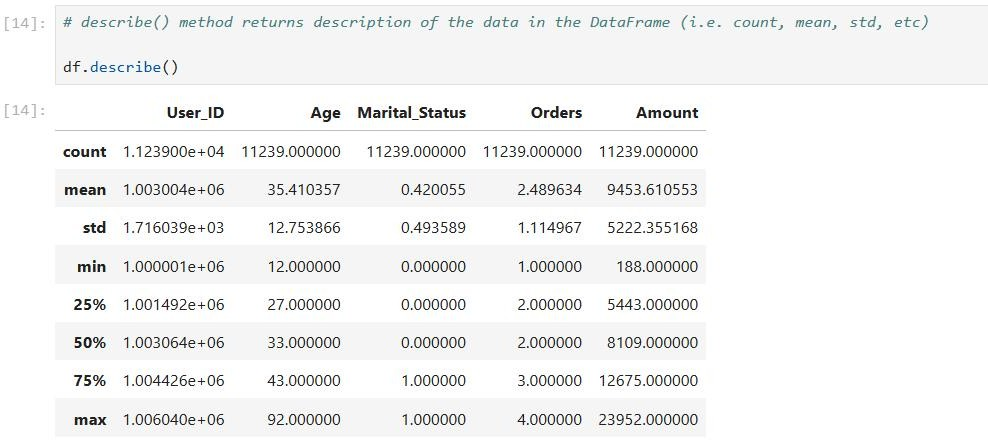 [14]: # describe() method returns description of the data in the DataFrame (i.e. count, mean, std, etc)
df.describe()
[14]:
User_ID Age Marital_Status Orders Amount
count 1.123900e+04 11239.000000 11239.000000 11239.000000 11239.000000
mean 1.003004e+06 35.410357 0.420055 2.489634 9453.610553
std 1.716039e+03 12.753866 0.493589 1.114967 5222.355168
min 1.000001e+06 12.000000 0.000000 1.000000 188.000000
25% 1.001492e+06 27.000000 0.000000 2.000000 5443.000000
50% 1.003064e+06 33.000000 0.000000 2.000000 8109.000000
75% 1.004426e+06 43.000000 1.000000 3.000000 12675.000000
max 1.006040e+06 92.000000 1.000000 4.000000 23952.000000